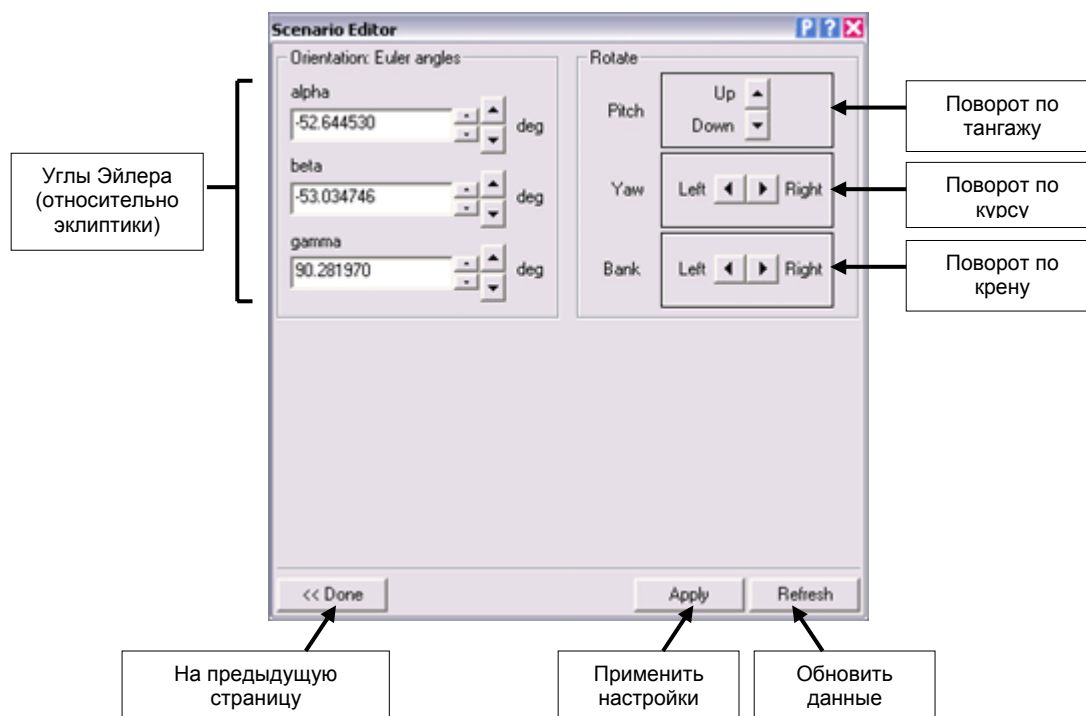 Scenario Editor
P ? X
Orientation: Euler angles
Rotate
alpha
-52.644530
deg
beta
-53.034746
deg
gamma
90.281970
deg
Pitch
Up
Down
Yaw
Left
Right
Bank
Left
Right
Углы Эйлера
(относительно
эклиптики)
Поворот по
тангажу
Поворот по
курсу
Поворот по
крену
<< Done
Apply
Refresh
На предыдущую
страницу
Применить
настройки
Обновить
данные